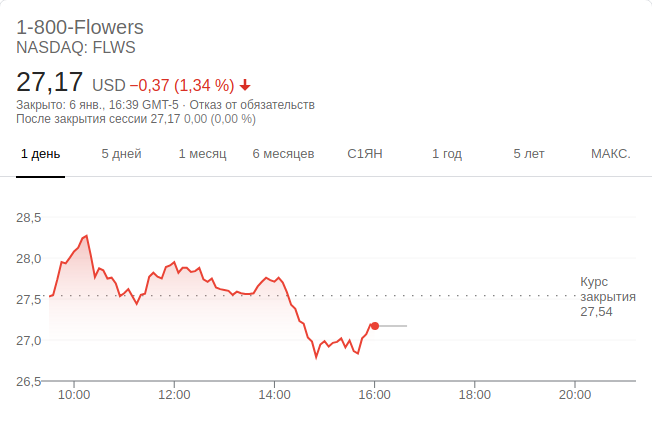 1-800-Flowers
NASDAQ: FLWS
27,17 USD −0,37 (1,34 %)
Закрыто: 6 янв., 16:39 GMT-5 · Отказ от обязательств
После закрытия сессии 27,17 0,00 (0,00 %)
1 день 5 дней 1 месяц 6 месяцев С1ЯН 1 год 5 лет МАКС.
28,5
28,0
27,5
27,0
26,5
Курс
закрытия
27,54
10:00 12:00 14:00 16:00 18:00 20:00